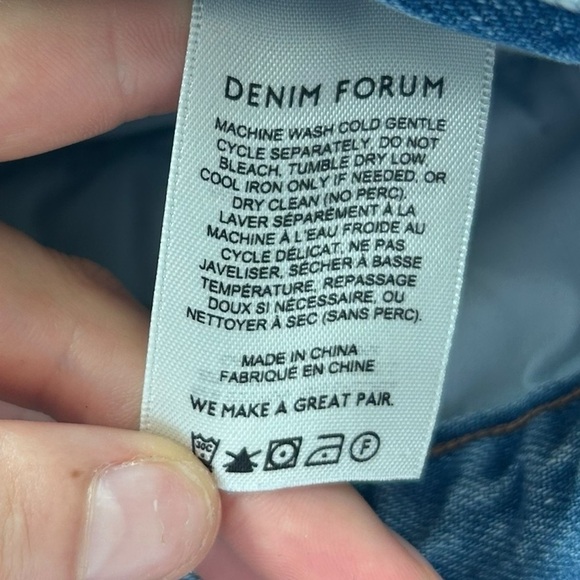 DENIM FORUM
MACHINE WASH COLD GENTLE
CYCLE SEPARATELY, DO NOT
BLEACH, TUMBLE DRY LOW,
COOL IRON ONLY IF NEEDED, OR
DRY CLEAN (NO PERC).
LAVER SÉPARÉMENT À LA
MACHINE À L'EAU FROIDE AU
CYCLE DÉLICAT, NE PAS
JAVELISER, SÉCHER À BASSE
TEMPÉRATURE, REPASSAGE
DOUX SI NÉCESSAIRE, OU
NETTOYER À SEC (SANS PERC).
MADE IN CHINA
FABRIQUÉ EN CHINE
WE MAKE A GREAT PAIR.
30C F